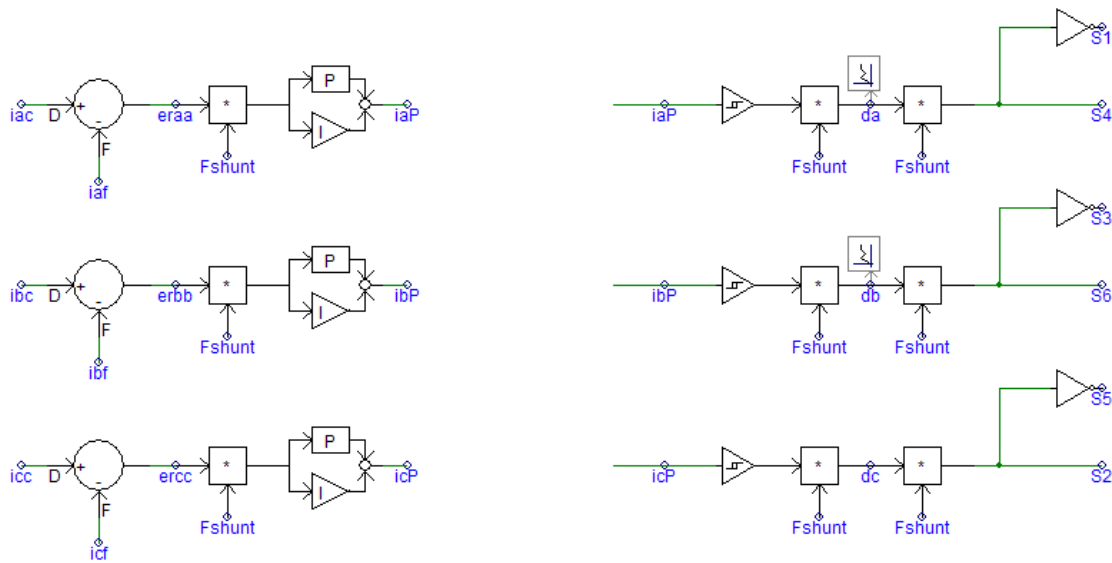 S1
iac D + - F eraa * P I iaP
iaP * da * S4
Fshunt
Fshunt Fshunt
iaf
S3
ibc D + - F erbb * P I ibP
ibP * db * S6
Fshunt
Fshunt Fshunt
ibf
S5
icc D + - F ercc * P I icP
icP * dc * S2
Fshunt
Fshunt Fshunt
icf